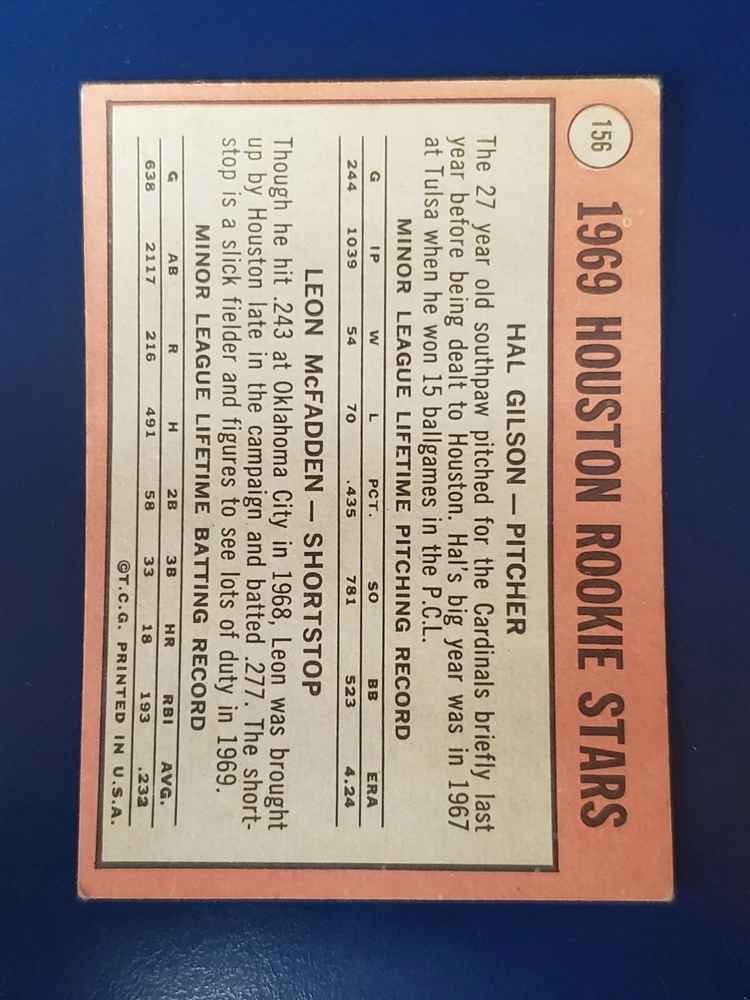 156
1969 HOUSTON ROOKIE STARS
HAL GILSON — PITCHER
The 27 year old southpaw pitched for the Cardinals briefly last
year before being dealt to Houston. Hal's big year was in 1967
at Tulsa when he won 15 ballgames in the P.C.L.
MINOR LEAGUE LIFETIME PITCHING RECORD
G IP W L PCT. SO BB ERA
244 1039 54 70 .435 781 523 4.24
LEON McFADDEN — SHORTSTOP
Though he hit .243 at Oklahoma City in 1968, Leon was brought
up by Houston late in the campaign and batted .277. The short-
stop is a slick fielder and figures to see lots of duty in 1969.
MINOR LEAGUE LIFETIME BATTING RECORD
G AB R H 2B 3B HR RBI AVG.
638 2117 216 491 58 33 18 193 .232
©T.C.G. PRINTED IN U.S.A.